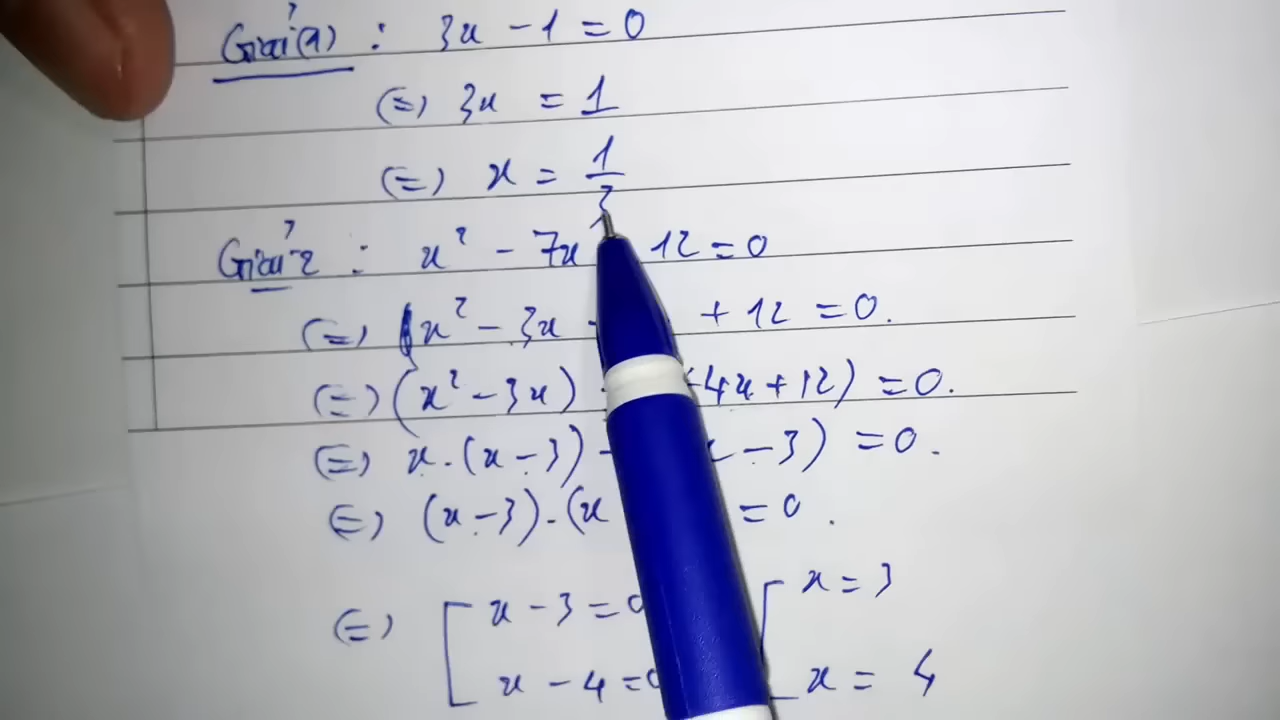 Giải (1) : 3x - 1 = 0
(=) 3x = 1
(=) x = 1/3
Giải 2 : x² - 7x 12 = 0
(=) x² - 3x - + 12 = 0.
(=) (x² - 3x) 4x + 12) = 0.
(=) x.(x - 3) - - 3) = 0.
(=) (x - 3).(x = 0.
(=) [ x - 3 = 0 [ x = 3
x - 4 = 0 x = 4